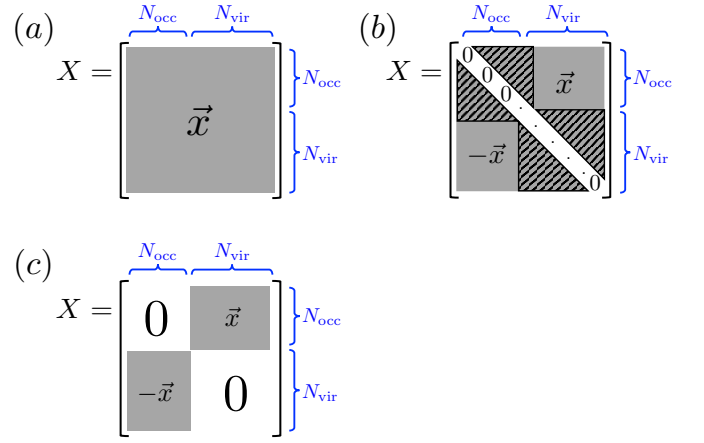 (a)
N_occ N_vir
X =
x⃗
N_occ
N_vir
(b)
N_occ N_vir
X =
0
0
0
.
.
.
.
.
0
x⃗
−x⃗
N_occ
N_vir
(c)
N_occ N_vir
X =
0 x⃗
−x⃗ 0
N_occ
N_vir